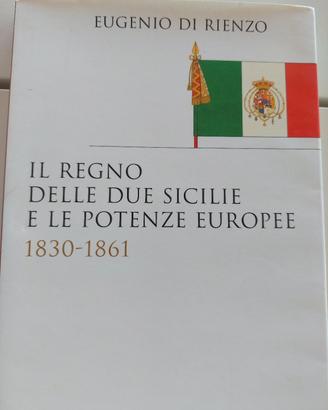 EUGENIO DI RIENZO
IL REGNO
DELLE DUE SICILIE
E LE POTENZE EUROPEE
1830-1861